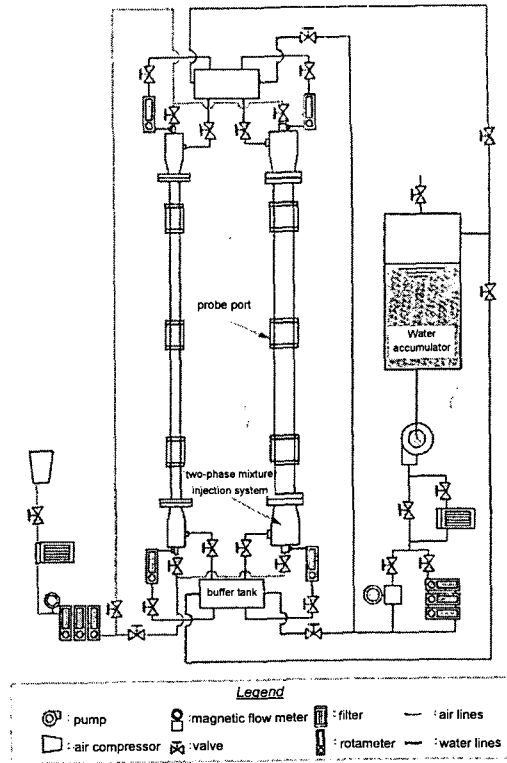 probe port
Water
accumulator
two-phase mixture
injection system
buffer tank
Legend
: pump
:magnetic flow meter
:filter
: air lines
:air compressor
:valve
:rotameter
:water lines